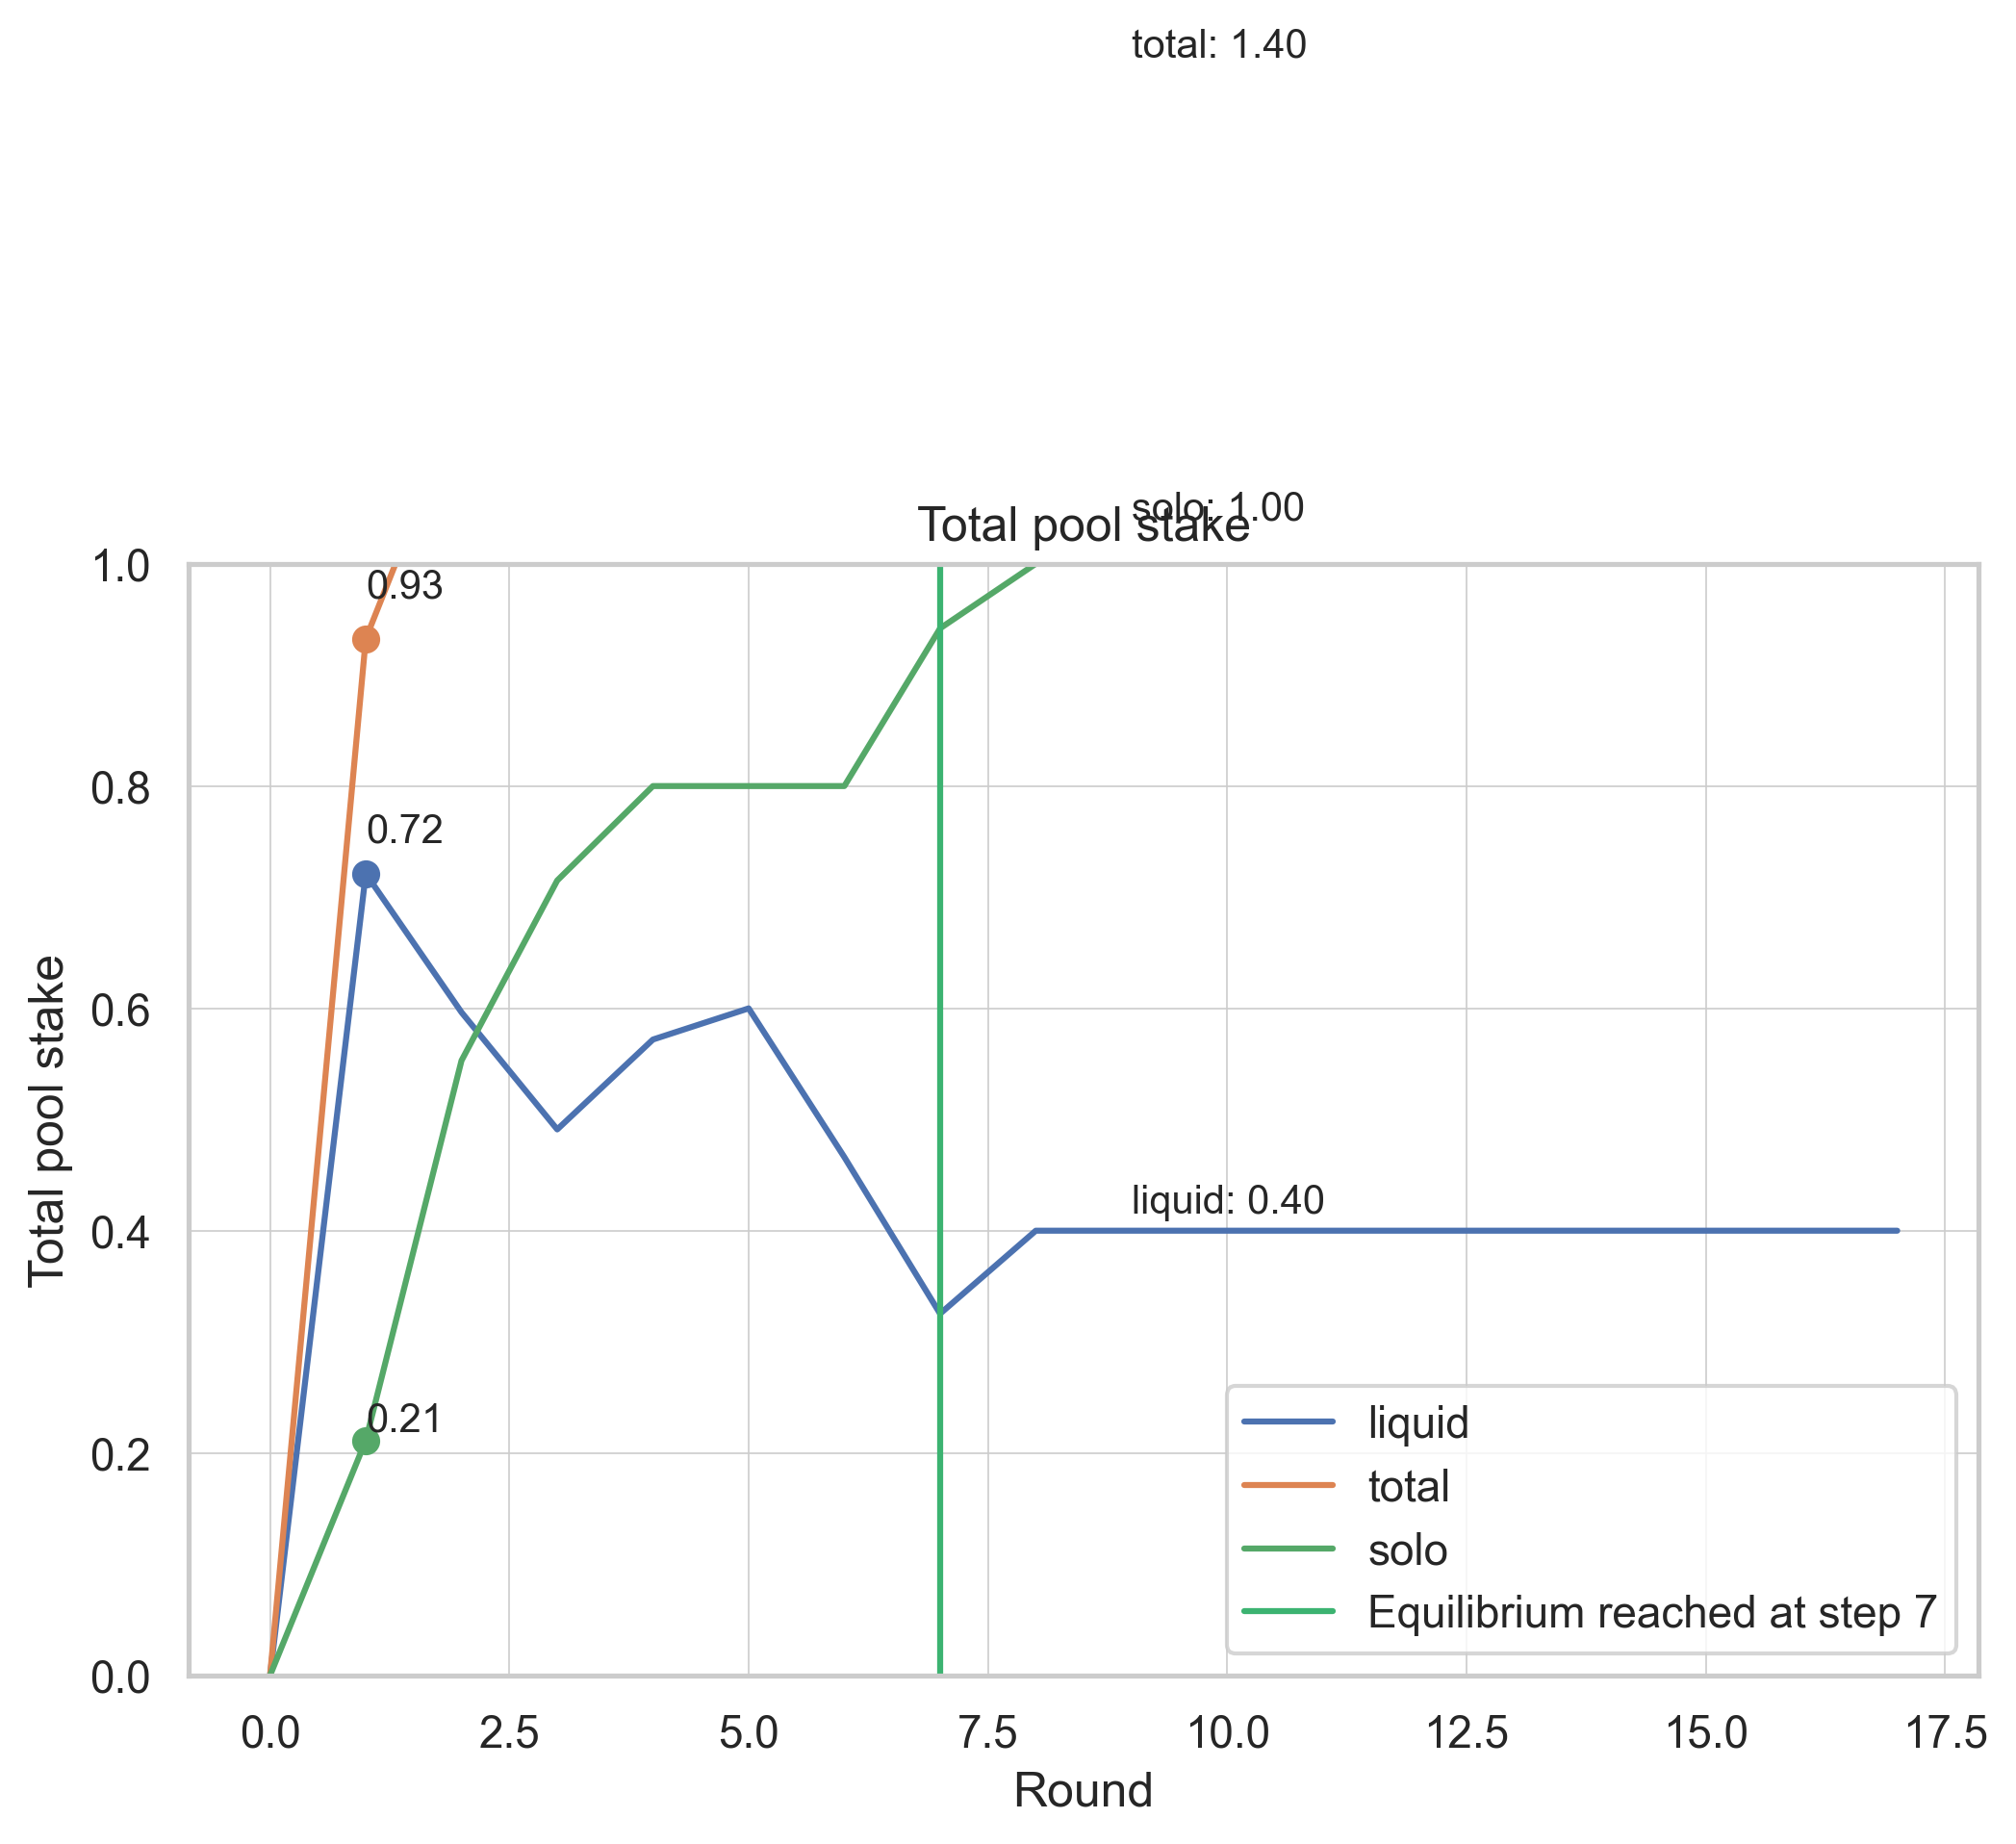 total: 1.40
solo: 1.00
Total pool stake
1.0
0.93
0.8
0.72
0.6
liquid: 0.40
0.4
0.21
0.2
0.0
Total pool stake
liquid
total
solo
Equilibrium reached at step 7
0.0 2.5 5.0 7.5 10.0 12.5 15.0 17.5
Round